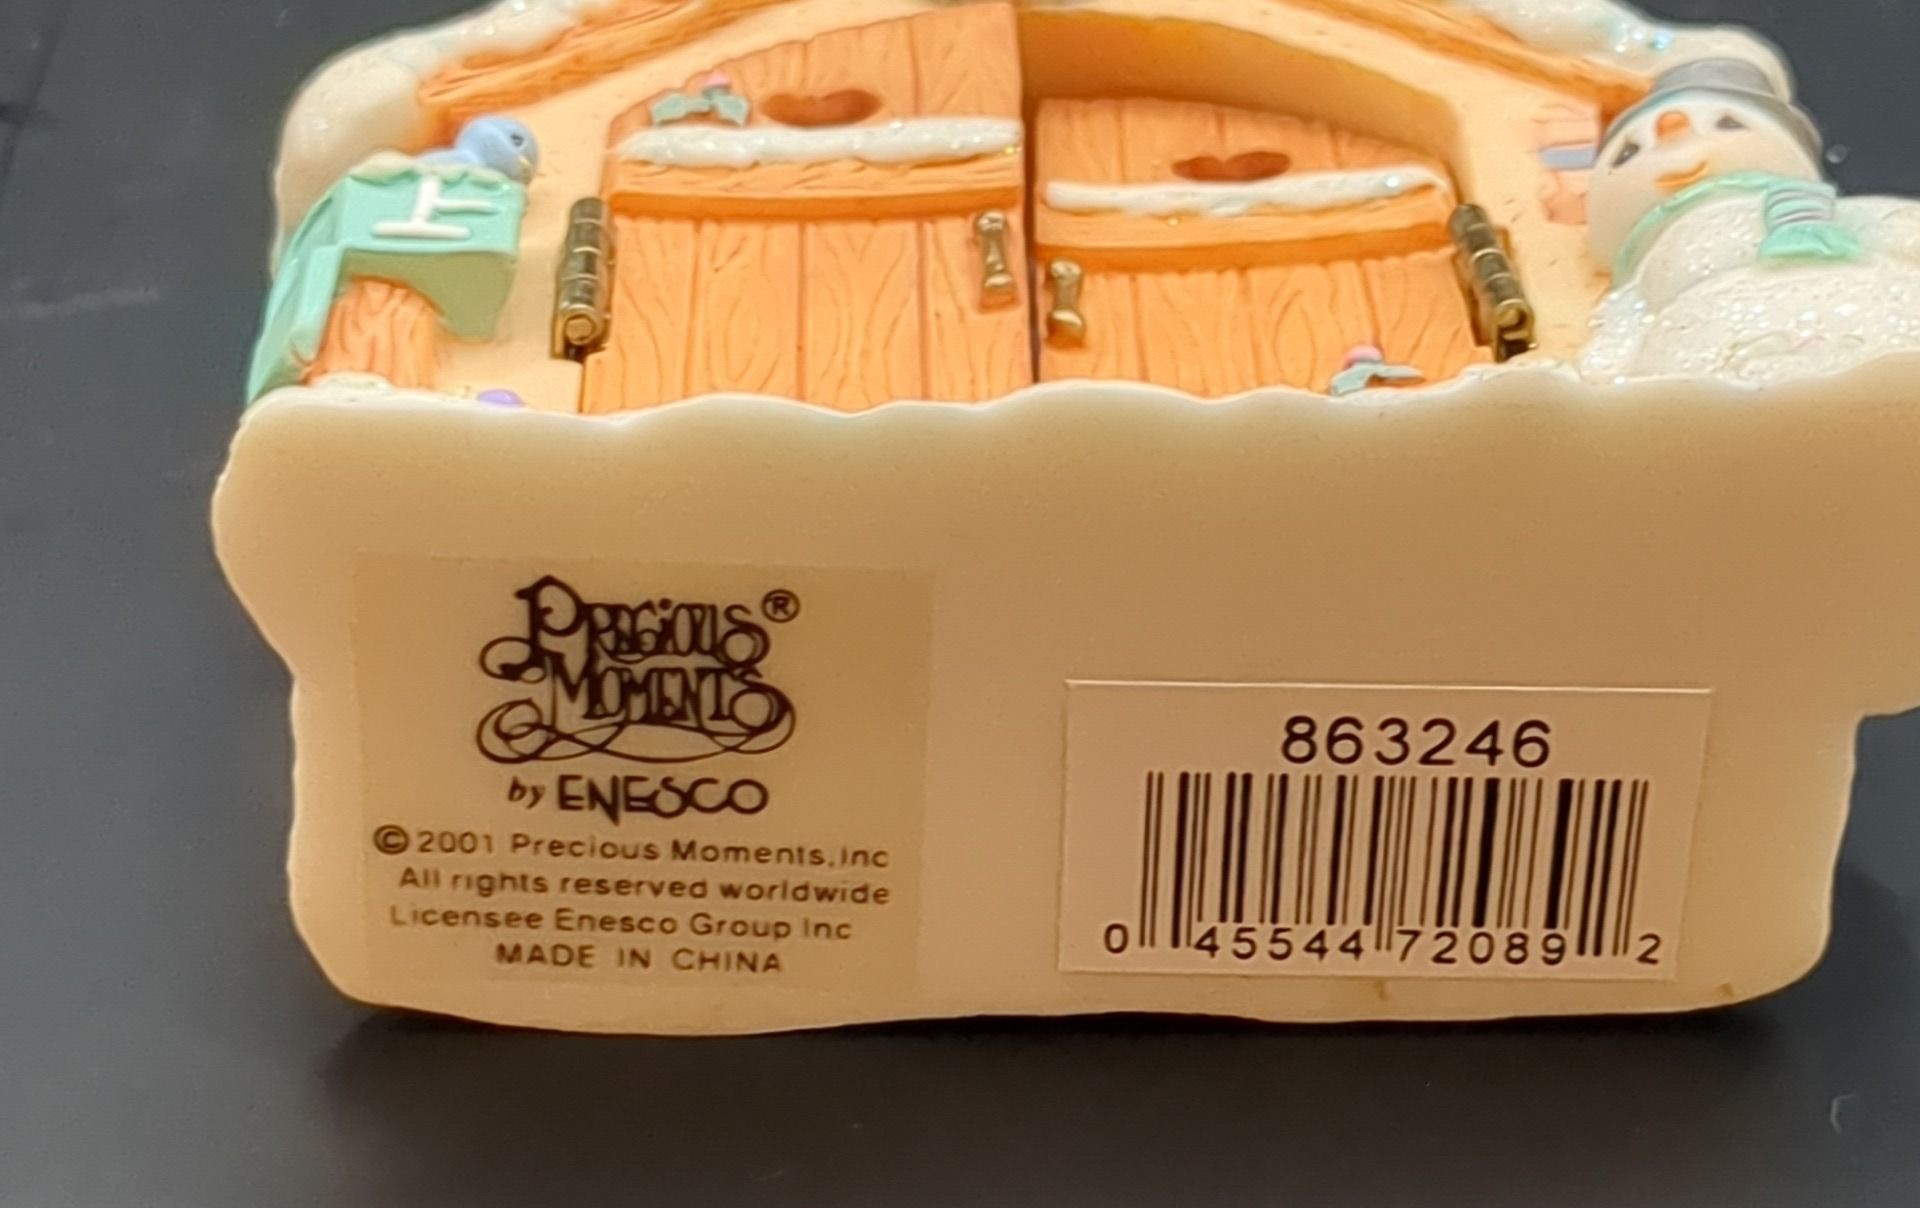 PRECIOUS ®
MOMENTS
by ENESCO
© 2001 Precious Moments, Inc
All rights reserved worldwide
Licensee Enesco Group Inc
MADE IN CHINA
863246
0 45544 72089 2